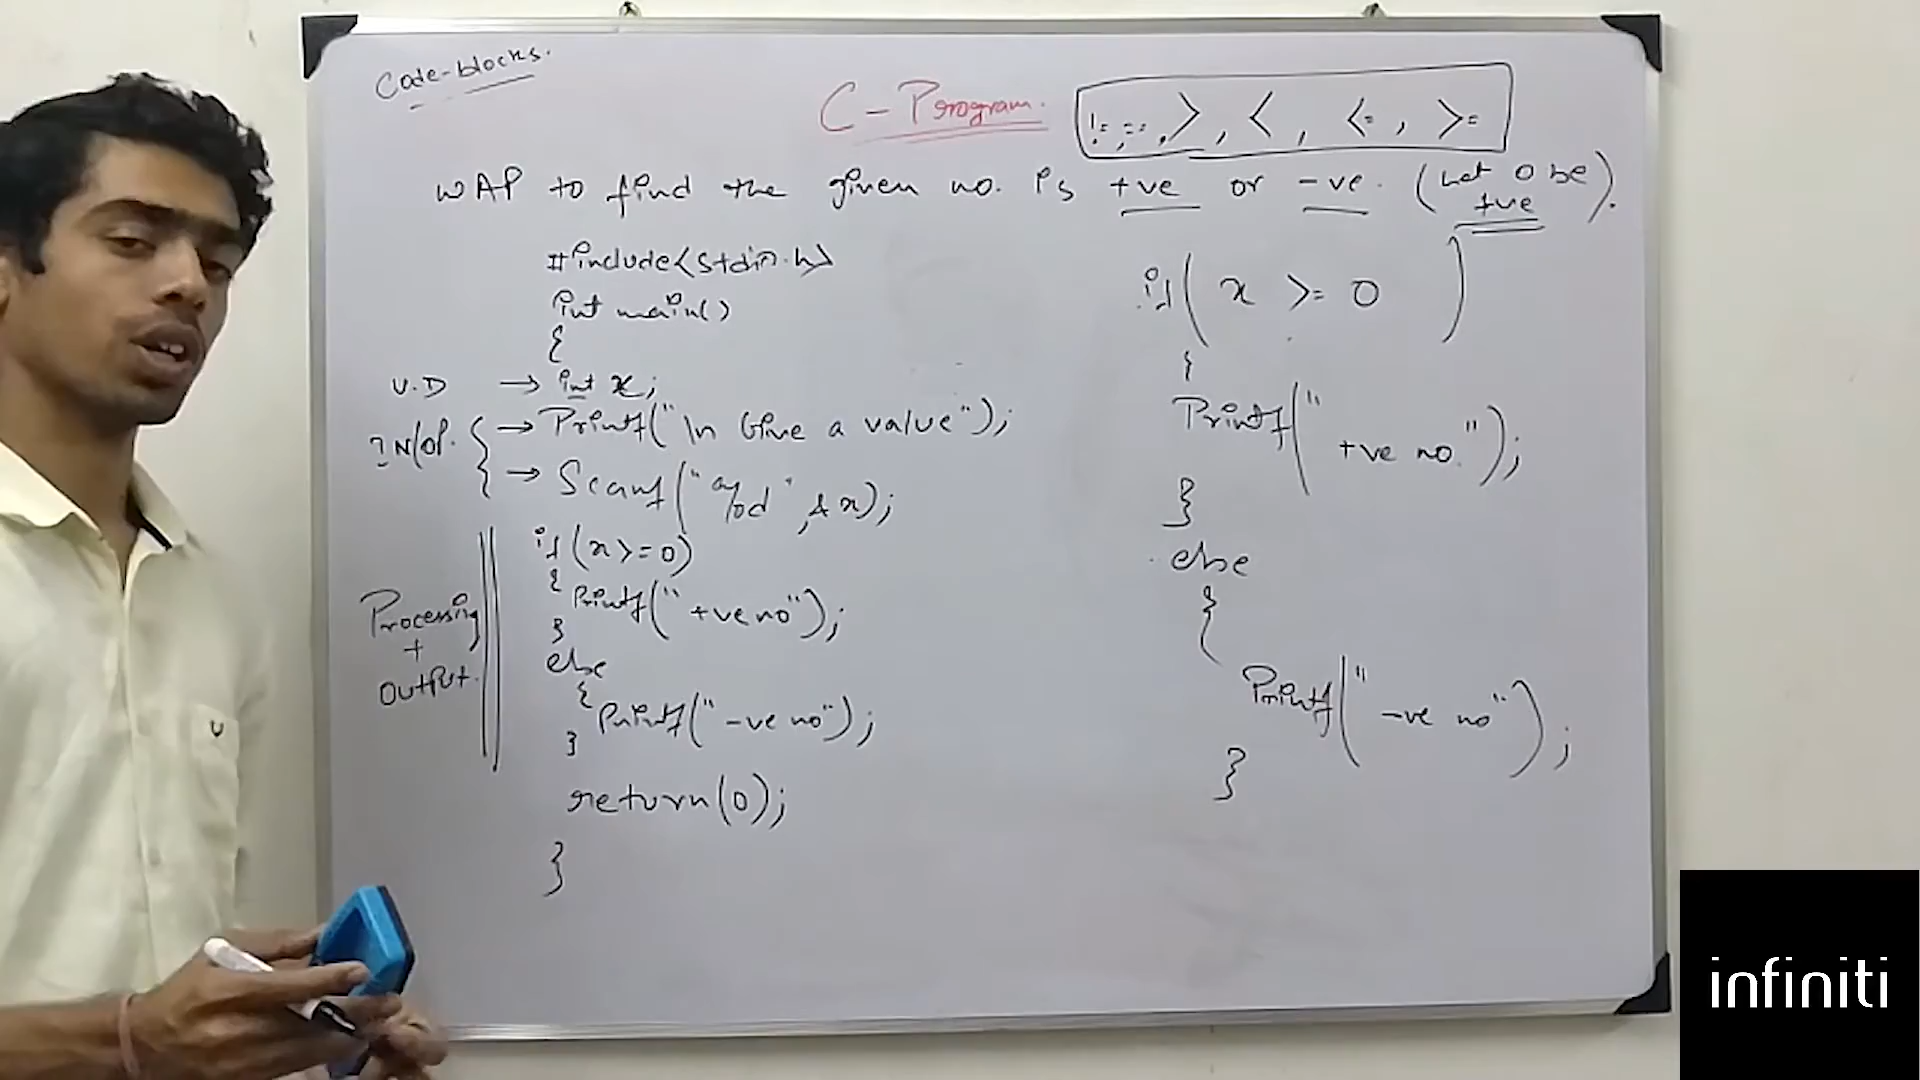 Code-blocks.
C-Program.
!=, ==, >, <, <=, >=
WAP to find the given no. is +ve or -ve. (Let 0 be +ve).
#include<stdio.h>
int main()
{
V.D → int x;
IN/OP. { → Printf("\n Give a value");
→ Scanf("%d", &x);
if(x>=0)
{ Printf("+ve no");
}
else
{ Printf("-ve no");
}
Processing
+
Output.
return(0);
}
if( x >= 0 )
{
Printf("+ve no.");
}
else
{
Printf("-ve no");
}
infiniti